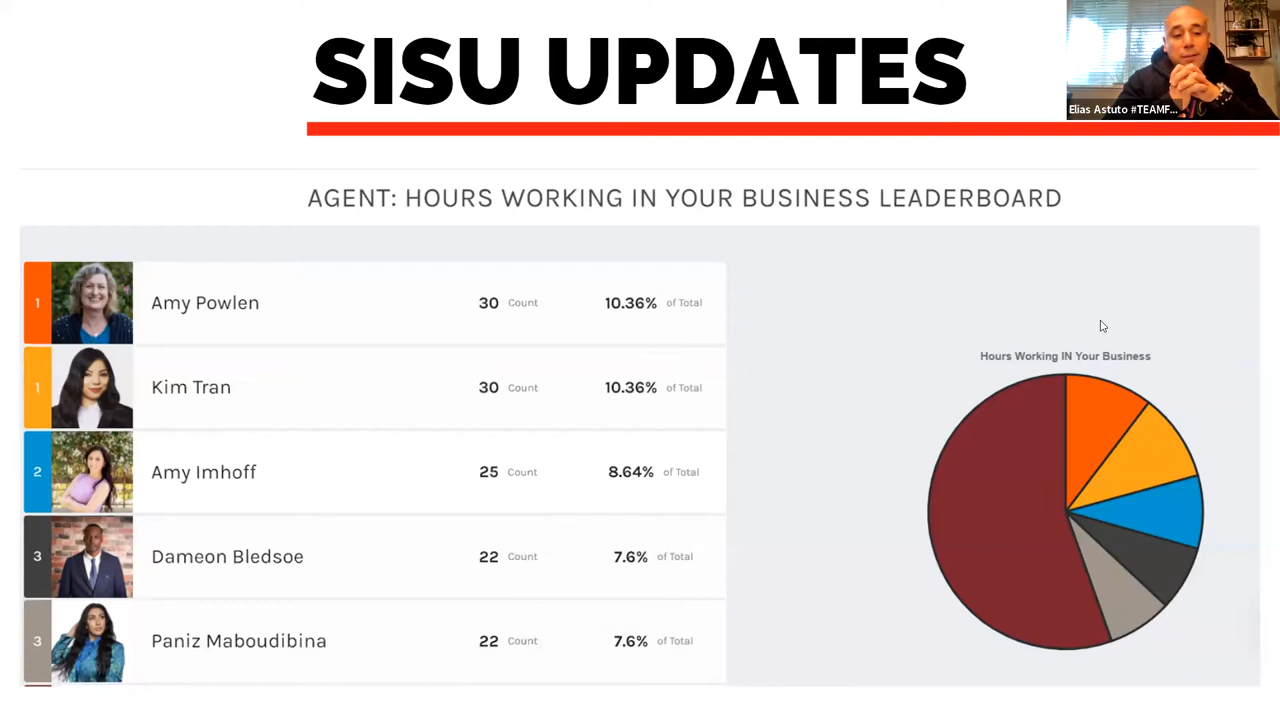 SISU UPDATES
Elias Astuto #TEAMF...
AGENT: HOURS WORKING IN YOUR BUSINESS LEADERBOARD
1 Amy Powlen 30 Count 10.36% of Total
1 Kim Tran 30 Count 10.36% of Total
2 Amy Imhoff 25 Count 8.64% of Total
3 Dameon Bledsoe 22 Count 7.6% of Total
3 Paniz Maboudibina 22 Count 7.6% of Total
Hours Working IN Your Business